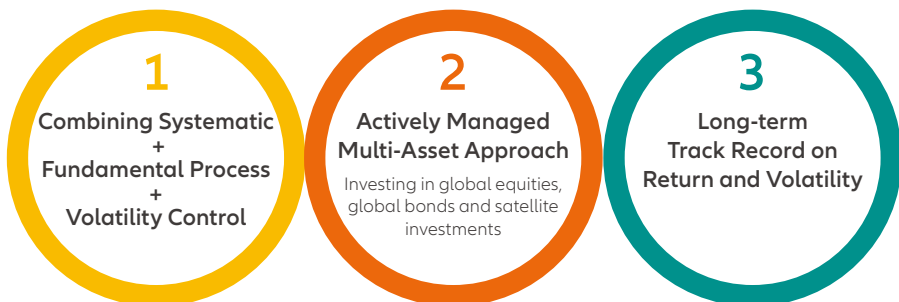 1
Combining Systematic
+
Fundamental Process
+
Volatility Control
2
Actively Managed
Multi-Asset Approach
Investing in global equities,
global bonds and satellite
investments
3
Long-term
Track Record on
Return and Volatility